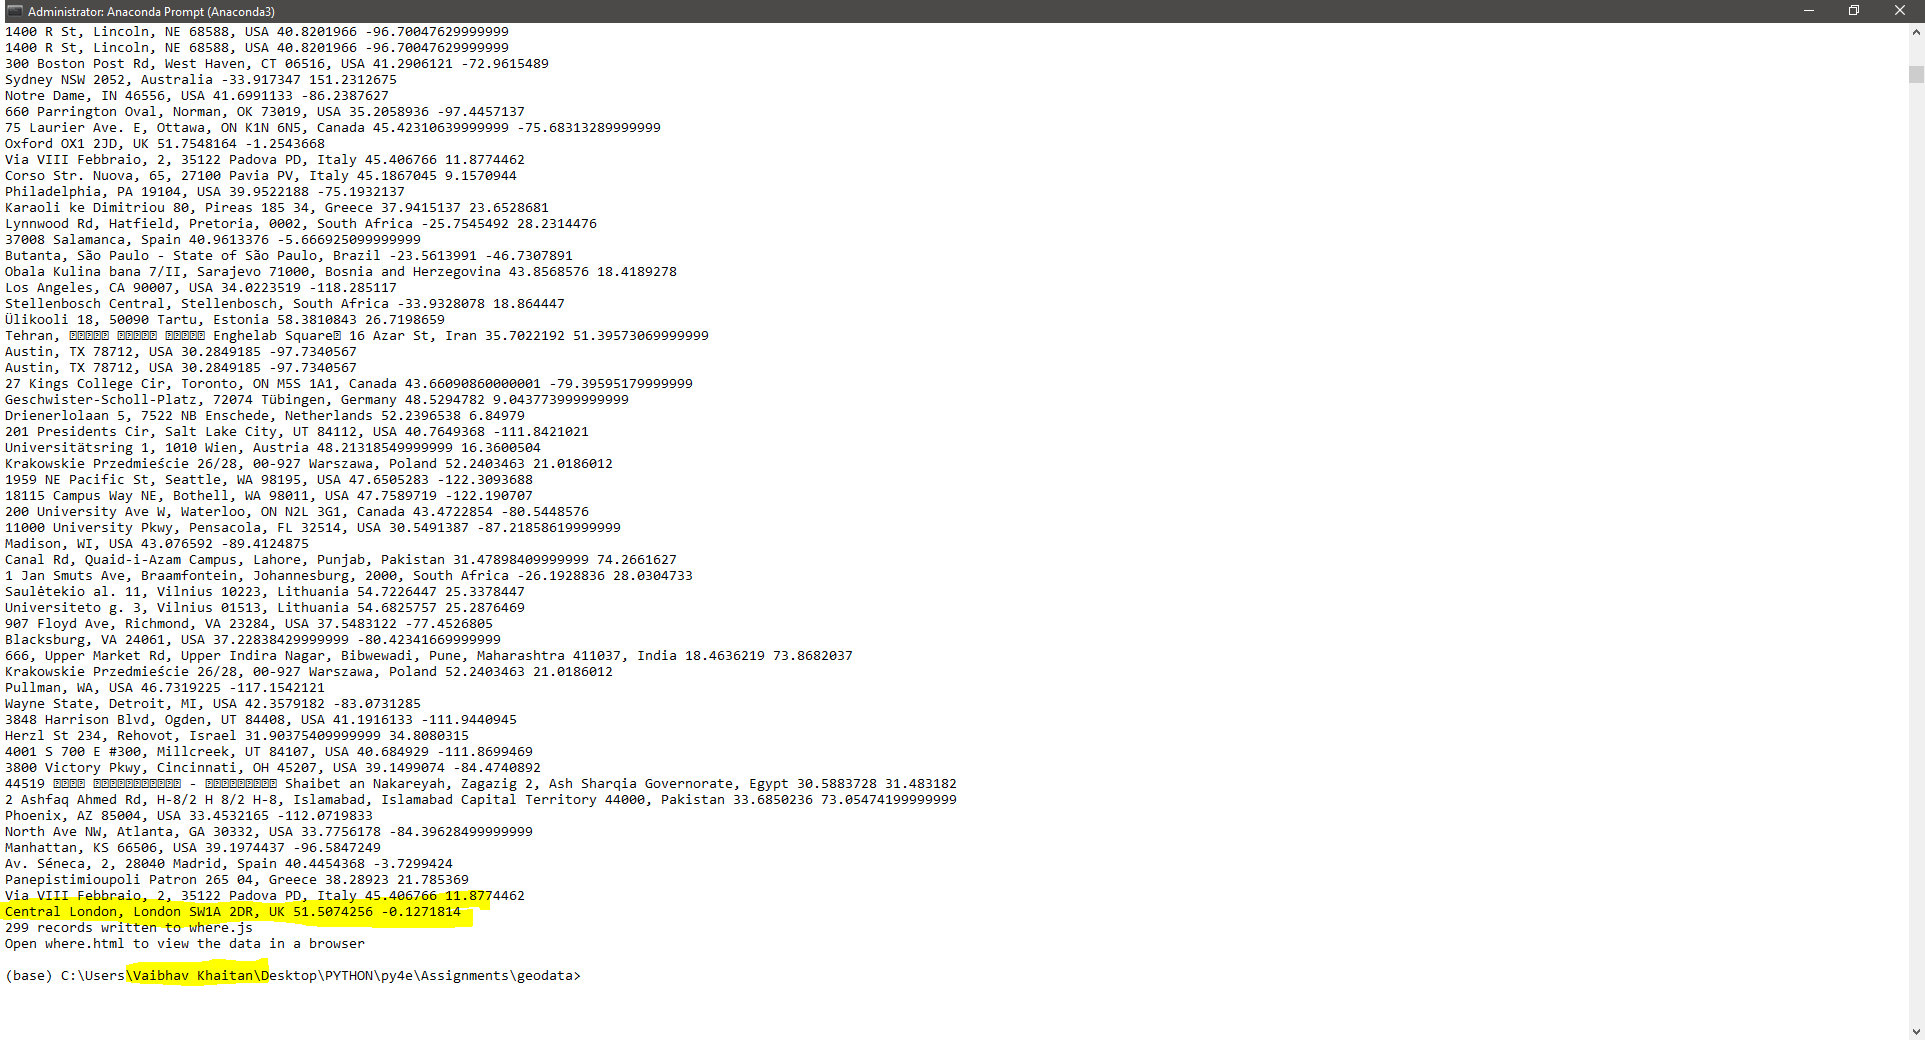 Administrator: Anaconda Prompt (Anaconda3)
1400 R St, Lincoln, NE 68588, USA 40.8201966 -96.70047629999999
1400 R St, Lincoln, NE 68588, USA 40.8201966 -96.70047629999999
300 Boston Post Rd, West Haven, CT 06516, USA 41.2906121 -72.9615489
Sydney NSW 2052, Australia -33.917347 151.2312675
Notre Dame, IN 46556, USA 41.6991133 -86.2387627
660 Parrington Oval, Norman, OK 73019, USA 35.2058936 -97.4457137
75 Laurier Ave. E, Ottawa, ON K1N 6N5, Canada 45.42310639999999 -75.68313289999999
Oxford OX1 2JD, UK 51.7548164 -1.2543668
Via VIII Febbraio, 2, 35122 Padova PD, Italy 45.406766 11.8774462
Corso Str. Nuova, 65, 27100 Pavia PV, Italy 45.1867045 9.1570944
Philadelphia, PA 19104, USA 39.9522188 -75.1932137
Karaoli ke Dimitriou 80, Pireas 185 34, Greece 37.9415137 23.6528681
Lynnwood Rd, Hatfield, Pretoria, 0002, South Africa -25.7545492 28.2314476
37008 Salamanca, Spain 40.9613376 -5.666925099999999
Butanta, São Paulo - State of São Paulo, Brazil -23.5613991 -46.7307891
Obala Kulina bana 7/II, Sarajevo 71000, Bosnia and Herzegovina 43.8568576 18.4189278
Los Angeles, CA 90007, USA 34.0223519 -118.285117
Stellenbosch Central, Stellenbosch, South Africa -33.9328078 18.864447
Ülikooli 18, 50090 Tartu, Estonia 58.3810843 26.7198659
Tehran, Enghelab Square 16 Azar St, Iran 35.7022192 51.39573069999999
Austin, TX 78712, USA 30.2849185 -97.7340567
Austin, TX 78712, USA 30.2849185 -97.7340567
27 Kings College Cir, Toronto, ON M5S 1A1, Canada 43.66090860000001 -79.39595179999999
Geschwister-Scholl-Platz, 72074 Tübingen, Germany 48.5294782 9.043773999999999
Drienerlolaan 5, 7522 NB Enschede, Netherlands 52.2396538 6.84979
201 Presidents Cir, Salt Lake City, UT 84112, USA 40.7649368 -111.8421021
Universitätsring 1, 1010 Wien, Austria 48.21318549999999 16.3600504
Krakowskie Przedmieście 26/28, 00-927 Warszawa, Poland 52.2403463 21.0186012
1959 NE Pacific St, Seattle, WA 98195, USA 47.6505283 -122.3093688
18115 Campus Way NE, Bothell, WA 98011, USA 47.7589719 -122.190707
200 University Ave W, Waterloo, ON N2L 3G1, Canada 43.4722854 -80.5448576
11000 University Pkwy, Pensacola, FL 32514, USA 30.5491387 -87.21858619999999
Madison, WI, USA 43.076592 -89.4124875
Canal Rd, Quaid-i-Azam Campus, Lahore, Punjab, Pakistan 31.47898409999999 74.2661627
1 Jan Smuts Ave, Braamfontein, Johannesburg, 2000, South Africa -26.1928836 28.0304733
Saulėtekio al. 11, Vilnius 10223, Lithuania 54.7226447 25.3378447
Universiteto g. 3, Vilnius 01513, Lithuania 54.6825757 25.2876469
907 Floyd Ave, Richmond, VA 23284, USA 37.5483122 -77.4526805
Blacksburg, VA 24061, USA 37.22838429999999 -80.42341669999999
666, Upper Market Rd, Upper Indira Nagar, Bibwewadi, Pune, Maharashtra 411037, India 18.4636219 73.8682037
Krakowskie Przedmieście 26/28, 00-927 Warszawa, Poland 52.2403463 21.0186012
Pullman, WA, USA 46.7319225 -117.1542121
Wayne State, Detroit, MI, USA 42.3579182 -83.0731285
3848 Harrison Blvd, Ogden, UT 84408, USA 41.1916133 -111.9440945
Herzl St 234, Rehovot, Israel 31.90375409999999 34.8080315
4001 S 700 E #300, Millcreek, UT 84107, USA 40.684929 -111.8699469
3800 Victory Pkwy, Cincinnati, OH 45207, USA 39.1499074 -84.4740892
44519 - Shaibet an Nakareyah, Zagazig 2, Ash Sharqia Governorate, Egypt 30.5883728 31.483182
2 Ashfaq Ahmed Rd, H-8/2 H 8/2 H-8, Islamabad, Islamabad Capital Territory 44000, Pakistan 33.6850236 73.05474199999999
Phoenix, AZ 85004, USA 33.4532165 -112.0719833
North Ave NW, Atlanta, GA 30332, USA 33.7756178 -84.39628499999999
Manhattan, KS 66506, USA 39.1974437 -96.5847249
Av. Séneca, 2, 28040 Madrid, Spain 40.4454368 -3.7299424
Panepistimioupoli Patron 265 04, Greece 38.28923 21.785369
Via VIII Febbraio, 2, 35122 Padova PD, Italy 45.406766 11.8774462
Central London, London SW1A 2DR, UK 51.5074256 -0.1271814
299 records written to where.js
Open where.html to view the data in a browser
(base) C:\Users\Vaibhav Khaitan\Desktop\PYTHON\py4e\Assignments\geodata>